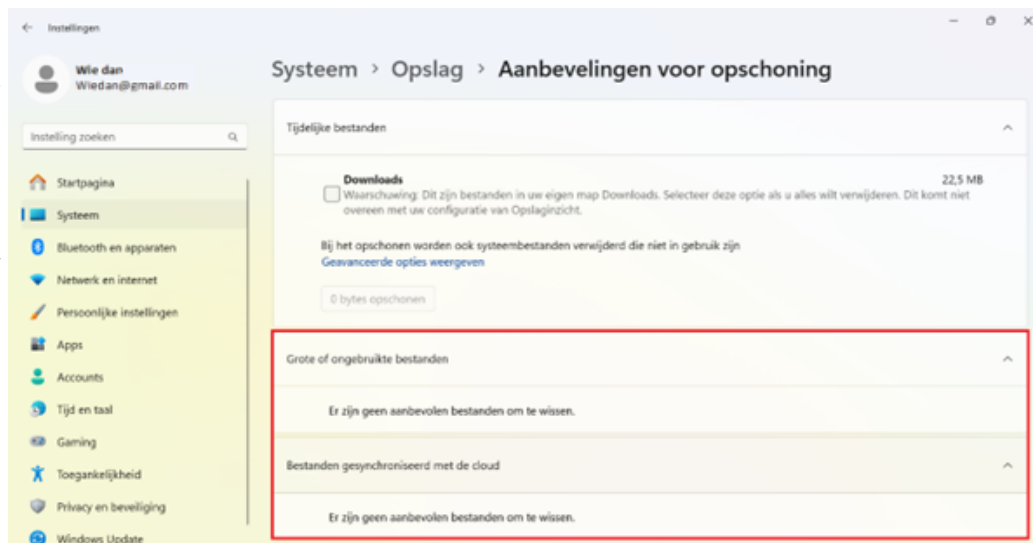 Instellingen
Wie dan
Wiedan@gmail.com
Instelling zoeken
Startpagina
Systeem
Bluetooth en apparaten
Netwerk en internet
Persoonlijke instellingen
Apps
Accounts
Tijd en taal
Gaming
Toegankelijkheid
Privacy en beveiliging
Windows Update
Systeem > Opslag > Aanbevelingen voor opschoning
Tijdelijke bestanden
Downloads 22,5 MB
Waarschuwing: Dit zijn bestanden in uw eigen map Downloads. Selecteer deze optie als u alles wilt verwijderen. Dit komt niet
overeen met uw configuratie van Opslaginzicht.
Bij het opschonen worden ook systeembestanden verwijderd die niet in gebruik zijn
Geavanceerde opties weergeven
0 bytes opschonen
Grote of ongebruikte bestanden
Er zijn geen aanbevolen bestanden om te wissen.
Bestanden gesynchroniseerd met de cloud
Er zijn geen aanbevolen bestanden om te wissen.